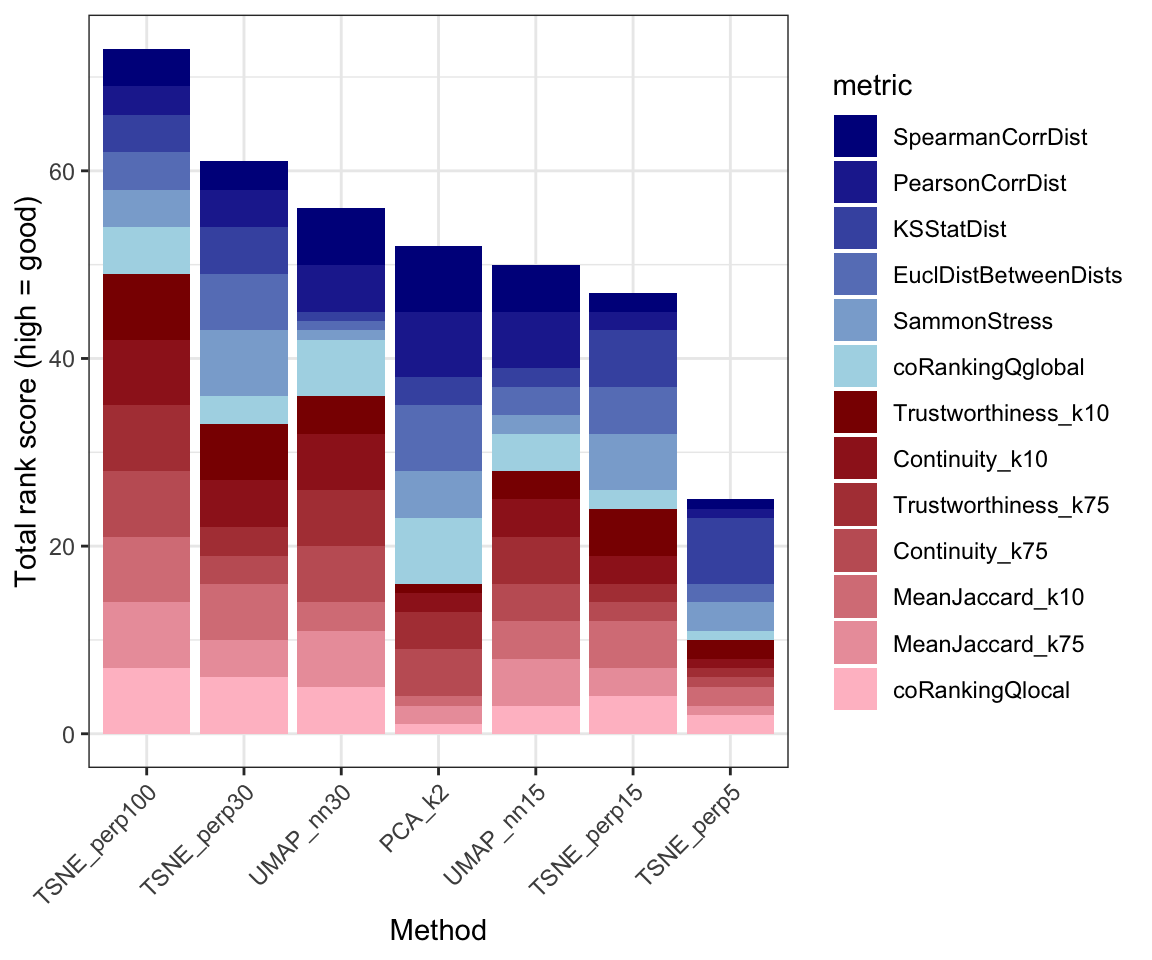 Total rank score (high = good)
60
40
20
0
TSNE_perp100
TSNE_perp30
UMAP_nn30
PCA_k2
UMAP_nn15
TSNE_perp15
TSNE_perp5
Method
metric
SpearmanCorrDist
PearsonCorrDist
KSStatDist
EuclDistBetweenDists
SammonStress
coRankingQglobal
Trustworthiness_k10
Continuity_k10
Trustworthiness_k75
Continuity_k75
MeanJaccard_k10
MeanJaccard_k75
coRankingQlocal